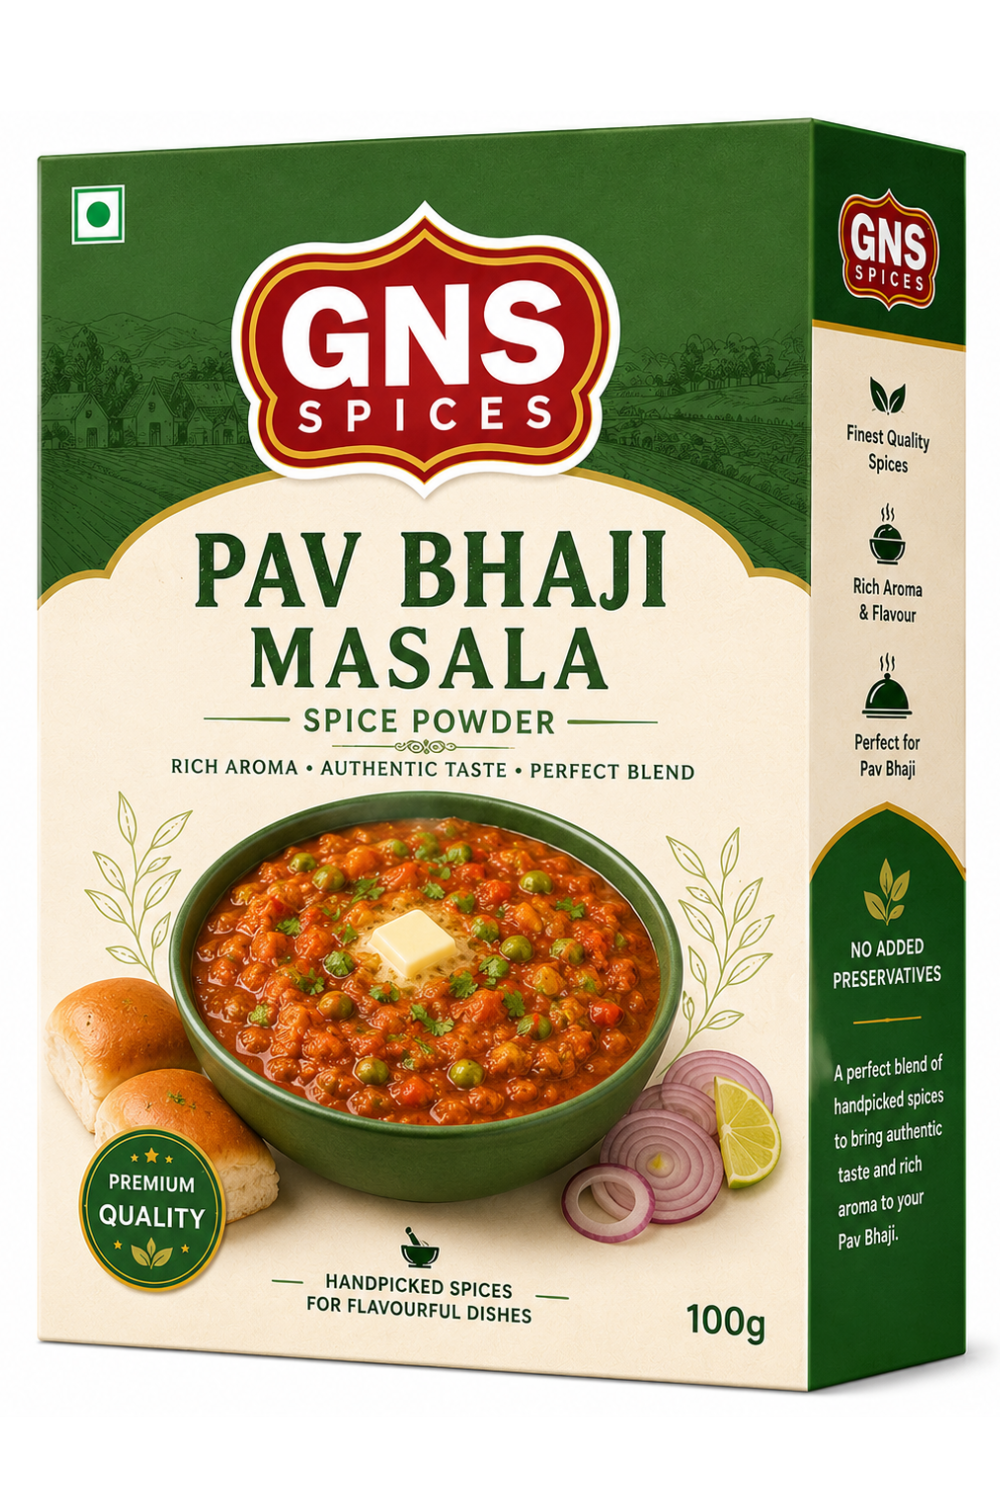 GNS
SPICES
PAV BHAJI
MASALA
SPICE POWDER
RICH AROMA • AUTHENTIC TASTE • PERFECT BLEND
PREMIUM
QUALITY
HANDPICKED SPICES
FOR FLAVOURFUL DISHES
100g
GNS
SPICES
Finest Quality
Spices
Rich Aroma
& Flavour
Perfect for
Pav Bhaji
NO ADDED
PRESERVATIVES
A perfect blend of
handpicked spices
to bring authentic
taste and rich
aroma to your
Pav Bhaji.